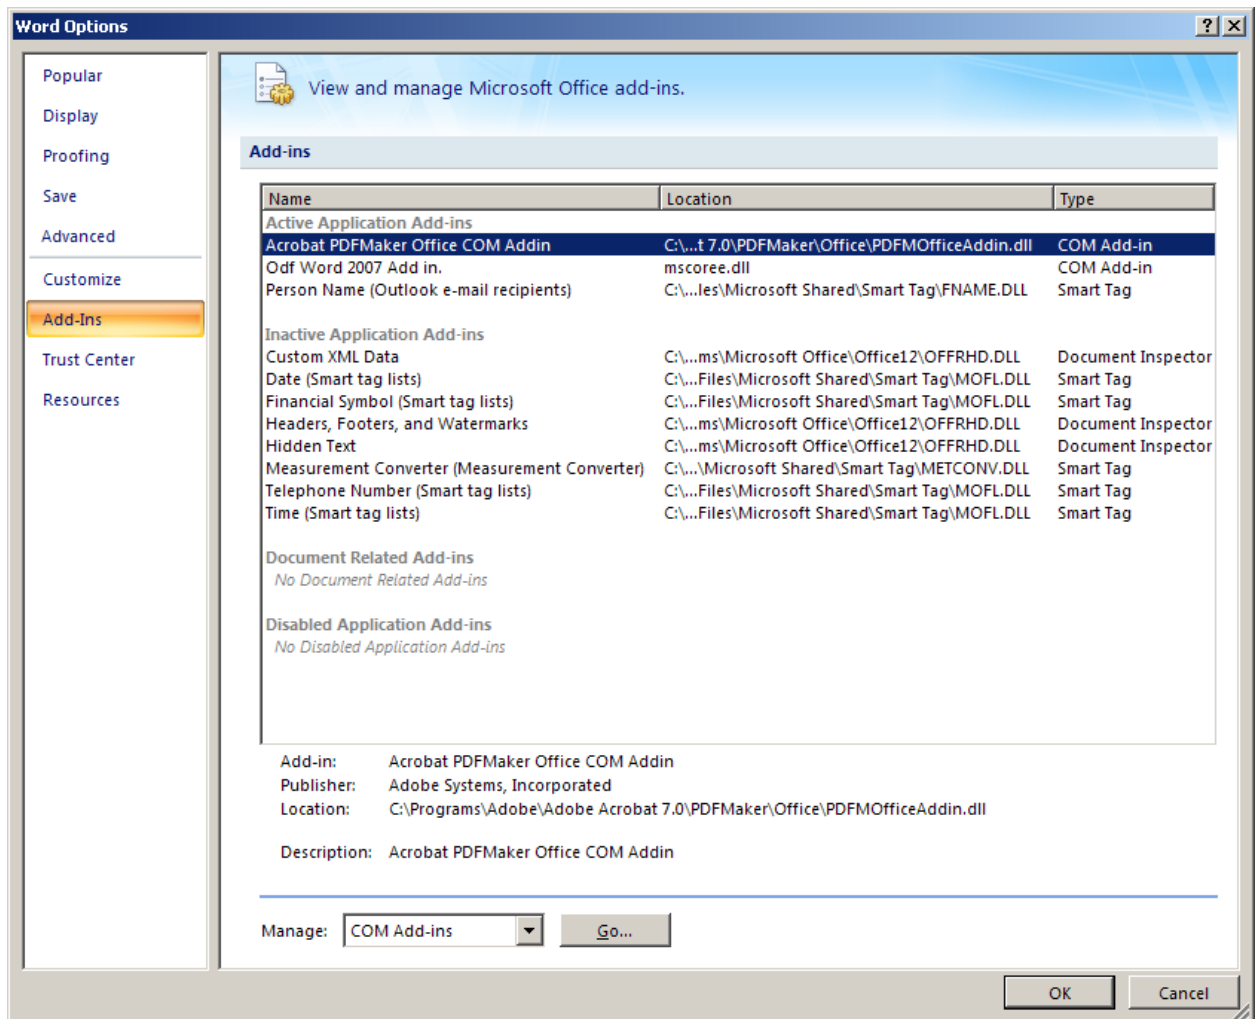 Word Options
Popular
Display
Proofing
Save
Advanced
Customize
Add-Ins
Trust Center
Resources
View and manage Microsoft Office add-ins.
Add-ins
Name Location Type
Active Application Add-ins
Acrobat PDFMaker Office COM Addin C:\...t 7.0\PDFMaker\Office\PDFMOfficeAddin.dll COM Add-in
Odf Word 2007 Add in. mscoree.dll COM Add-in
Person Name (Outlook e-mail recipients) C:\...les\Microsoft Shared\Smart Tag\FNAME.DLL Smart Tag
Inactive Application Add-ins
Custom XML Data C:\...ms\Microsoft Office\Office12\OFFRHD.DLL Document Inspector
Date (Smart tag lists) C:\...Files\Microsoft Shared\Smart Tag\MOFL.DLL Smart Tag
Financial Symbol (Smart tag lists) C:\...Files\Microsoft Shared\Smart Tag\MOFL.DLL Smart Tag
Headers, Footers, and Watermarks C:\...ms\Microsoft Office\Office12\OFFRHD.DLL Document Inspector
Hidden Text C:\...ms\Microsoft Office\Office12\OFFRHD.DLL Document Inspector
Measurement Converter (Measurement Converter) C:\...\Microsoft Shared\Smart Tag\METCONV.DLL Smart Tag
Telephone Number (Smart tag lists) C:\...Files\Microsoft Shared\Smart Tag\MOFL.DLL Smart Tag
Time (Smart tag lists) C:\...Files\Microsoft Shared\Smart Tag\MOFL.DLL Smart Tag
Document Related Add-ins
No Document Related Add-ins
Disabled Application Add-ins
No Disabled Application Add-ins
Add-in: Acrobat PDFMaker Office COM Addin
Publisher: Adobe Systems, Incorporated
Location: C:\Programs\Adobe\Adobe Acrobat 7.0\PDFMaker\Office\PDFMOfficeAddin.dll
Description: Acrobat PDFMaker Office COM Addin
Manage: COM Add-ins Go...
OK Cancel